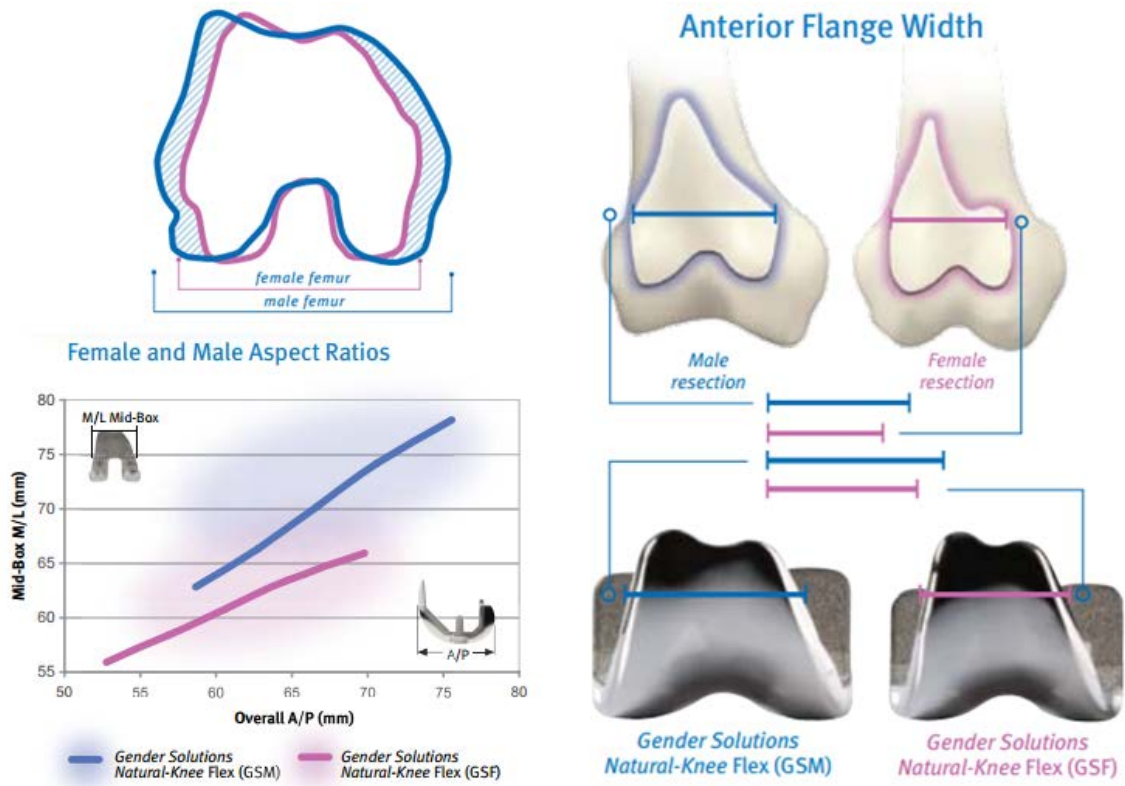 female femur
male femur
Female and Male Aspect Ratios
80
75
70
65
60
55
Mid-Box M/L (mm)
M/L Mid-Box
A/P
50
55
60
65
70
75
80
Overall A/P (mm)
Gender Solutions
Natural-Knee Flex (GSM)
Gender Solutions
Natural-Knee Flex (GSF)
Anterior Flange Width
Male
resection
Female
resection
Gender Solutions
Natural-Knee Flex (GSM)
Gender Solutions
Natural-Knee Flex (GSF)